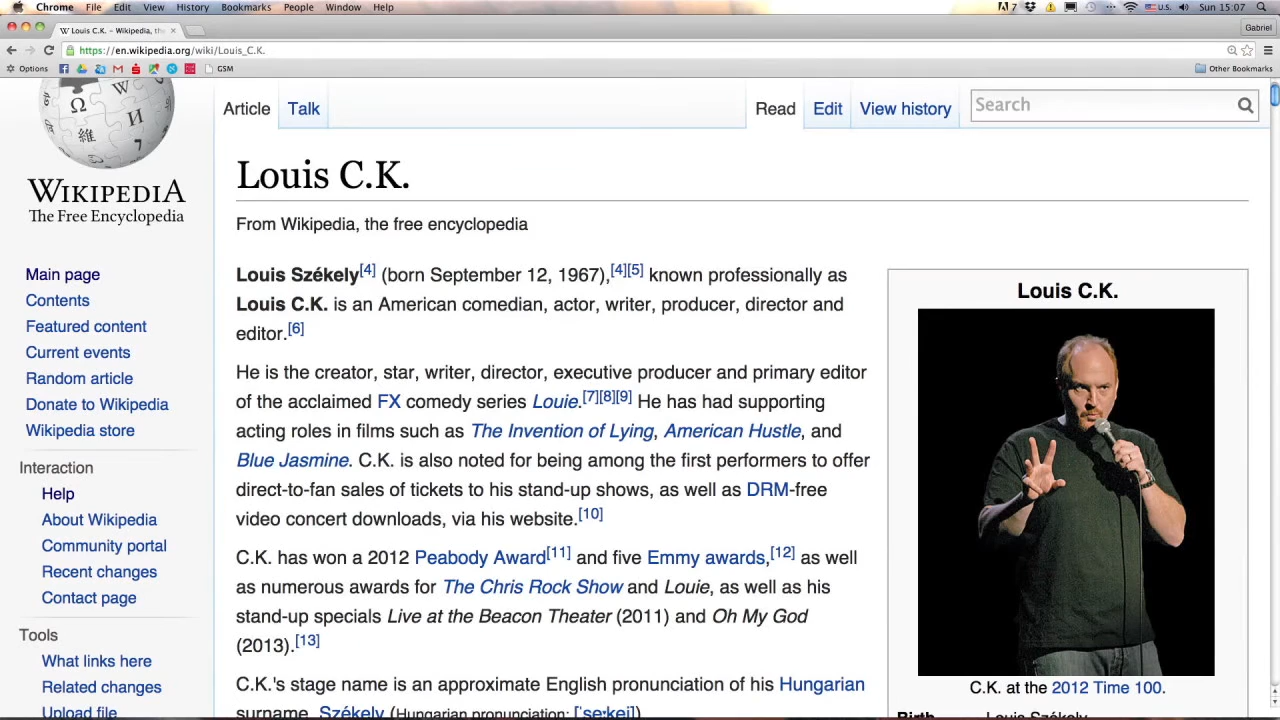 Chrome File Edit View History Bookmarks People Window Help
7 U.S. Sun 15:07
W Louis C.K. – Wikipedia, th
Gabriel
https://en.wikipedia.org/wiki/Louis_C.K.
Options GSM Other Bookmarks
WIKIPEDIA
The Free Encyclopedia
Main page
Contents
Featured content
Current events
Random article
Donate to Wikipedia
Wikipedia store
Interaction
Help
About Wikipedia
Community portal
Recent changes
Contact page
Tools
What links here
Related changes
Upload file
Article Talk Read Edit View history Search
Louis C.K.
From Wikipedia, the free encyclopedia
Louis Székely[4] (born September 12, 1967),[4][5] known professionally as
Louis C.K. is an American comedian, actor, writer, producer, director and
editor.[6]
He is the creator, star, writer, director, executive producer and primary editor
of the acclaimed FX comedy series Louie.[7][8][9] He has had supporting
acting roles in films such as The Invention of Lying, American Hustle, and
Blue Jasmine. C.K. is also noted for being among the first performers to offer
direct-to-fan sales of tickets to his stand-up shows, as well as DRM-free
video concert downloads, via his website.[10]
C.K. has won a 2012 Peabody Award[11] and five Emmy awards,[12] as well
as numerous awards for The Chris Rock Show and Louie, as well as his
stand-up specials Live at the Beacon Theater (2011) and Oh My God
(2013).[13]
C.K.'s stage name is an approximate English pronunciation of his Hungarian
surname, Székely (Hungarian pronunciation:
Louis C.K.
C.K. at the 2012 Time 100.
Birth Louis Székely